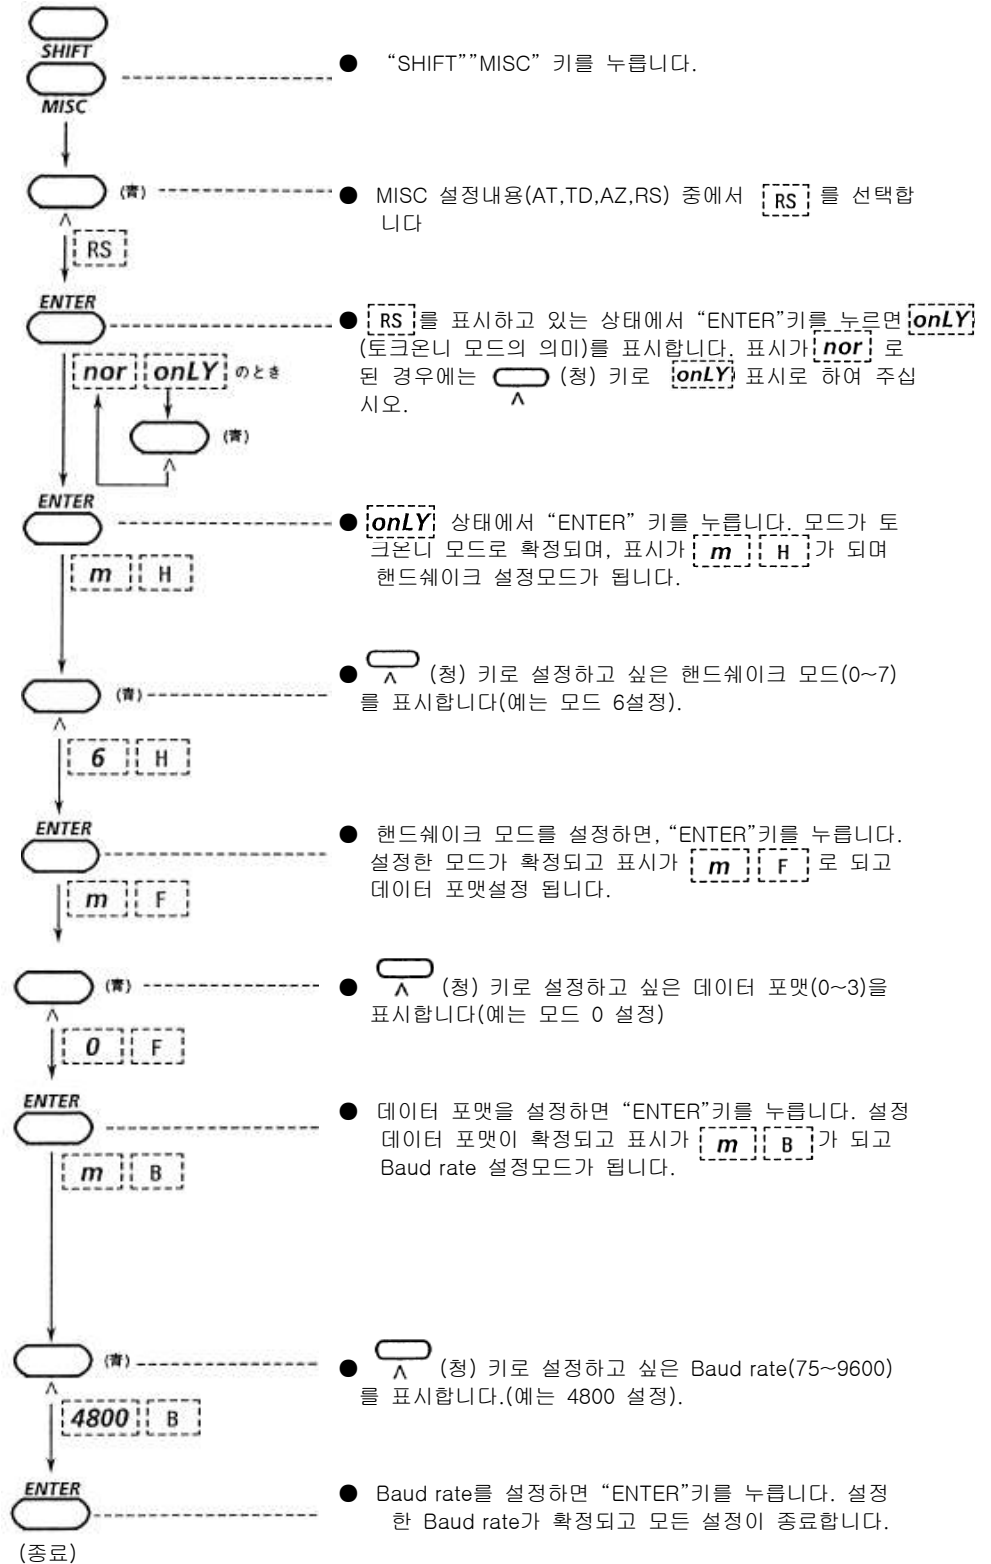 SHIFT
MISC
● “SHIFT””MISC” 키를 누릅니다.
(青)
● MISC 설정내용(AT,TD,AZ,RS) 중에서 RS 를 선택합
니다
RS
ENTER
● RS 를 표시하고 있는 상태에서 “ENTER”키를 누르면 onLY
(토크온니 모드의 의미)를 표시합니다. 표시가 nor 로
된 경우에는 (청) 키로 onLY 표시로 하여 주십
시오.
nor onLY のとき
(青)
ENTER
● onLY 상태에서 “ENTER” 키를 누릅니다. 모드가 토
크온니 모드로 확정되며, 표시가 m H 가 되며
핸드쉐이크 설정모드가 됩니다.
m H
● (청) 키로 설정하고 싶은 핸드쉐이크 모드(0~7)
를 표시합니다(예는 모드 6설정).
(青)
6 H
ENTER
● 핸드쉐이크 모드를 설정하면, “ENTER”키를 누릅니다.
설정한 모드가 확정되고 표시가 m F 로 되고
데이터 포맷설정 됩니다.
m F
(青)
● (청) 키로 설정하고 싶은 데이터 포맷(0~3)을
표시합니다(예는 모드 0 설정)
0 F
ENTER
● 데이터 포맷을 설정하면 “ENTER”키를 누릅니다. 설정
데이터 포맷이 확정되고 표시가 m B 가 되고
Baud rate 설정모드가 됩니다.
m B
(青)
● (청) 키로 설정하고 싶은 Baud rate(75~9600)
를 표시합니다.(예는 4800 설정).
4800 B
ENTER
● Baud rate를 설정하면 “ENTER”키를 누릅니다. 설정
한 Baud rate가 확정되고 모든 설정이 종료합니다.
(종료)